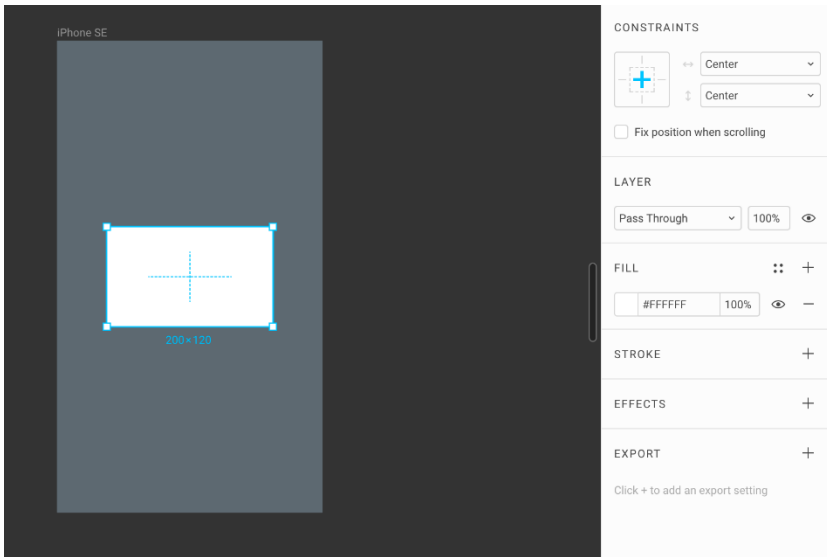 iPhone SE
200 × 120
CONSTRAINTS
Center
Center
Fix position when scrolling
LAYER
Pass Through 100%
FILL
#FFFFFF 100%
STROKE
EFFECTS
EXPORT
Click + to add an export setting